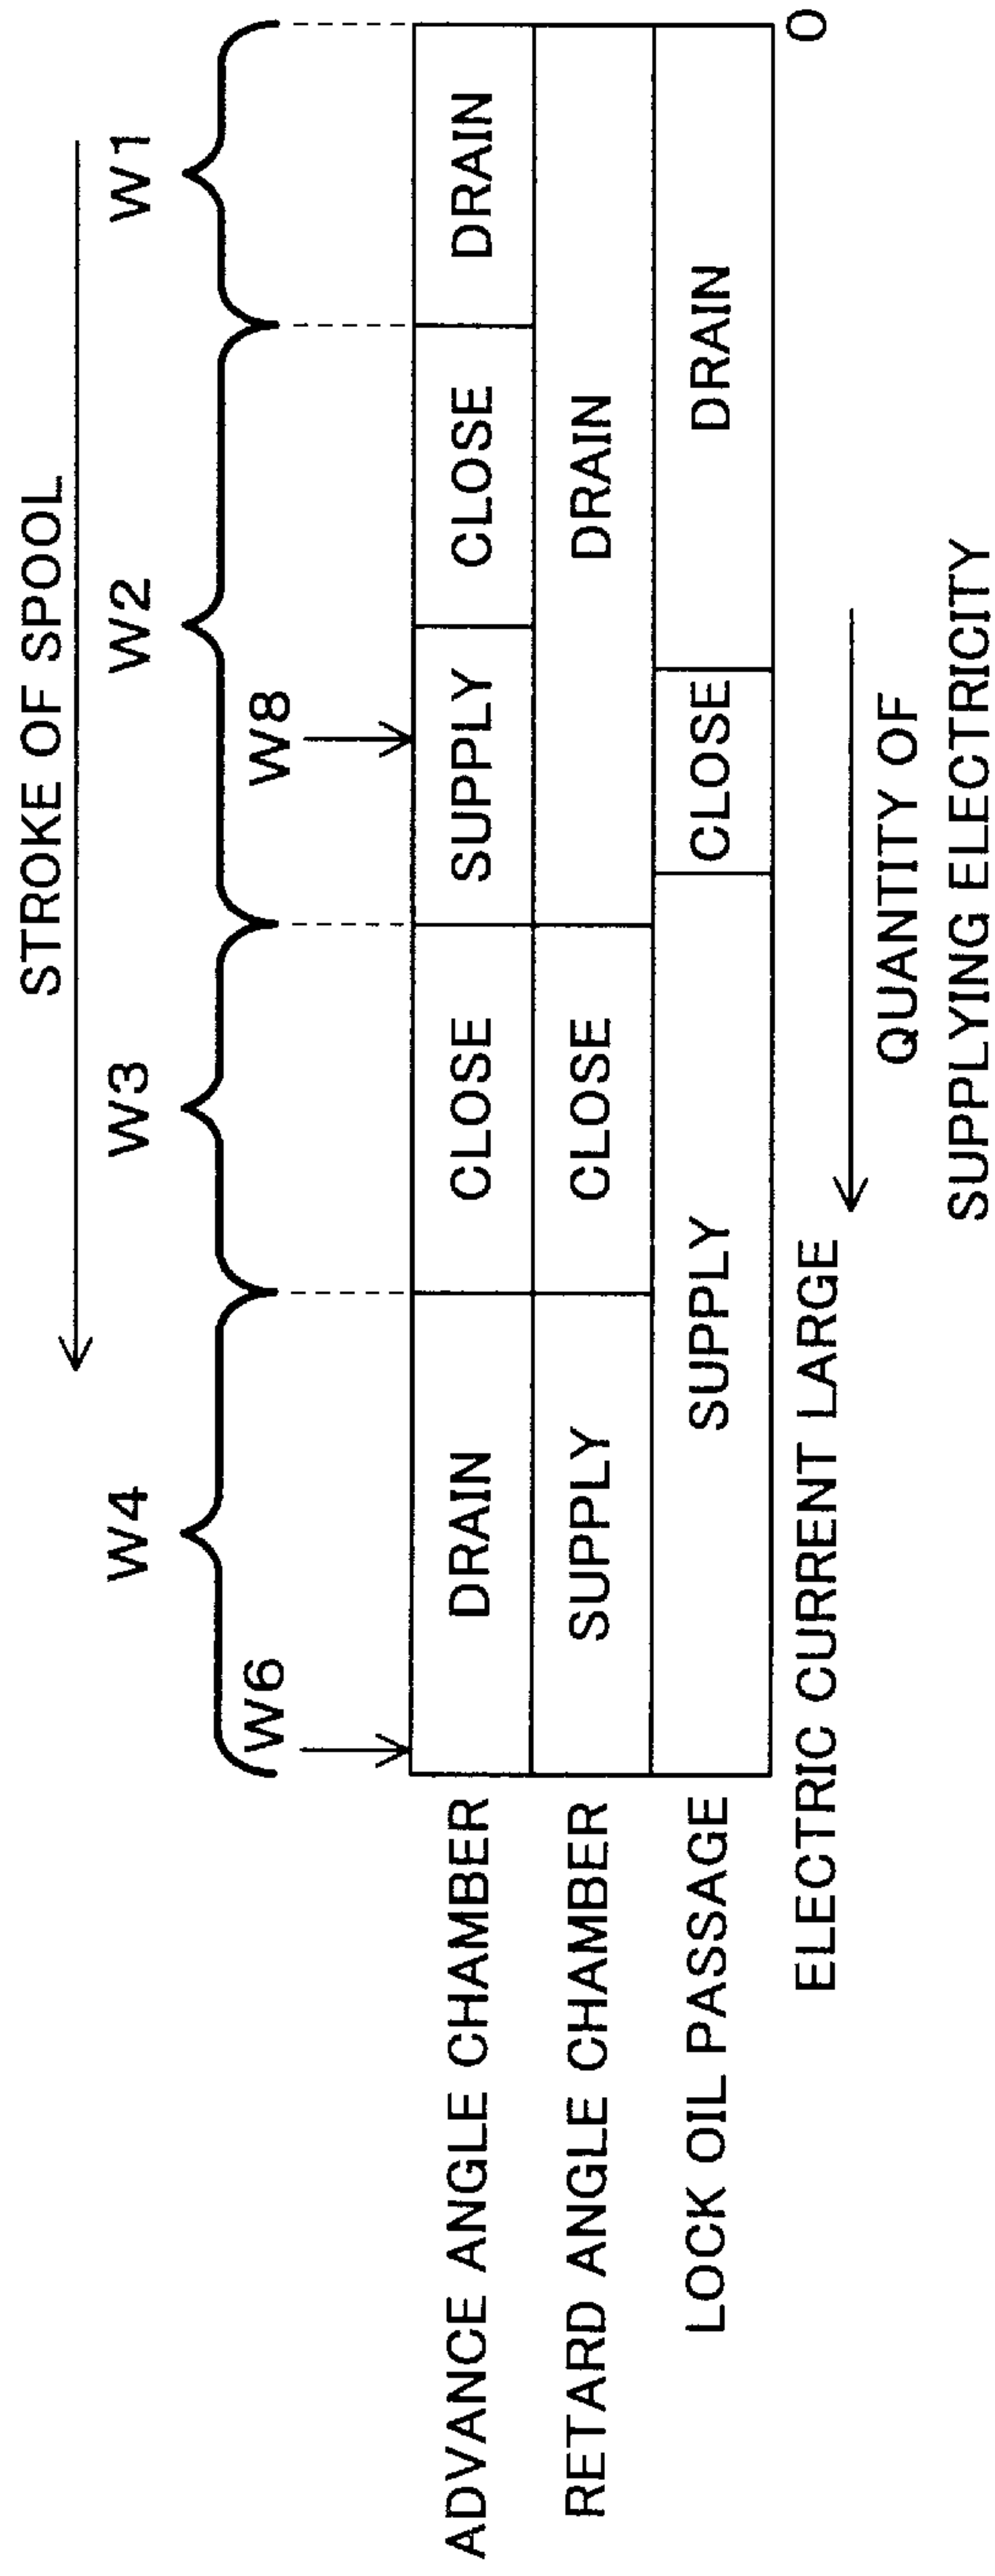 STROKE OF SPOOL
W4 W3 W2 W1
W6 W8
ADVANCE ANGLE CHAMBER DRAIN CLOSE SUPPLY CLOSE DRAIN
RETARD ANGLE CHAMBER SUPPLY CLOSE DRAIN
LOCK OIL PASSAGE SUPPLY CLOSE DRAIN
ELECTRIC CURRENT LARGE 0
QUANTITY OF
SUPPLYING ELECTRICITY